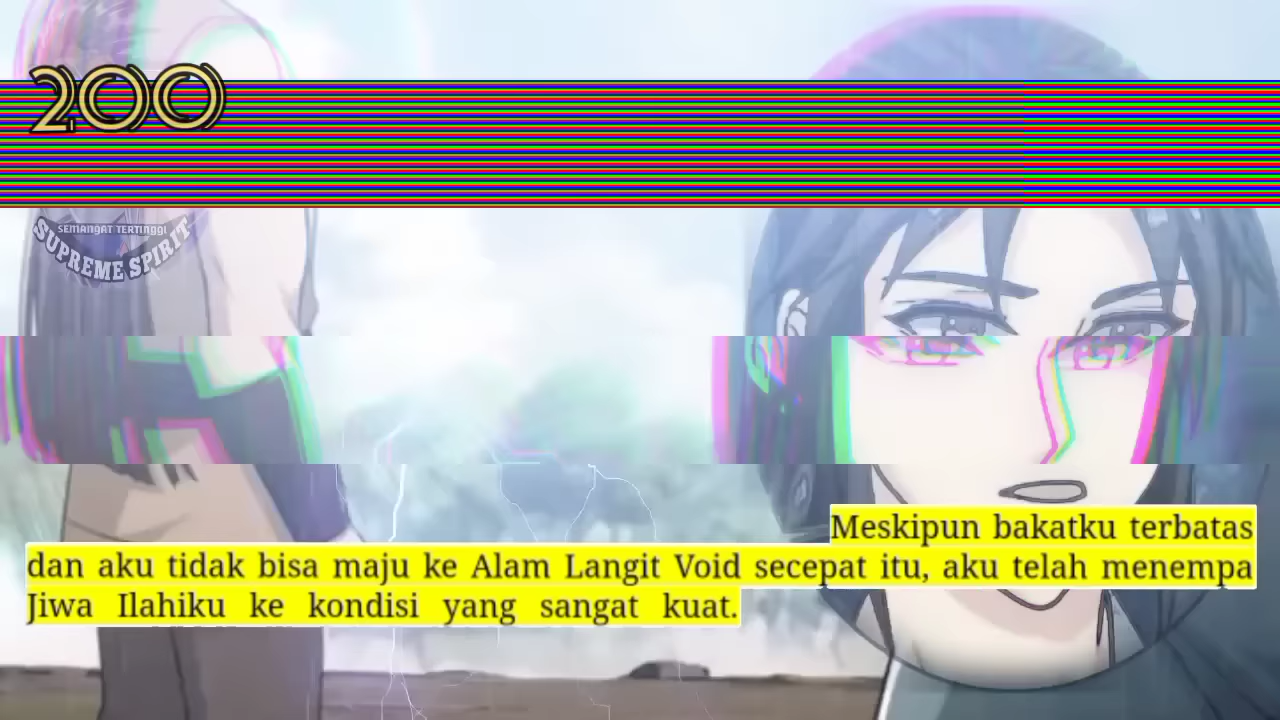 200
SEMANGAT TERTINGGI
SUPREME SPIRIT
Meskipun bakatku terbatas
dan aku tidak bisa maju ke Alam Langit Void secepat itu, aku telah menempa
Jiwa Ilahiku ke kondisi yang sangat kuat.